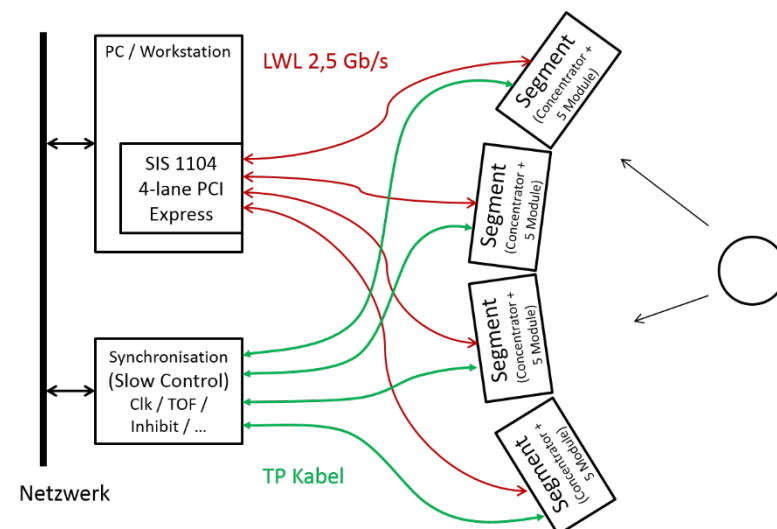 PC / Workstation
LWL 2,5 Gb/s
SIS 1104
4-lane PCI
Express
Segment
(Concentrator +
5 Module)
Segment
(Concentrator +
5 Module)
Segment
(Concentrator +
5 Module)
Segment
(Concentrator +
5 Module)
Synchronisation
(Slow Control)
Clk / TOF /
Inhibit / ...
TP Kabel
Netzwerk